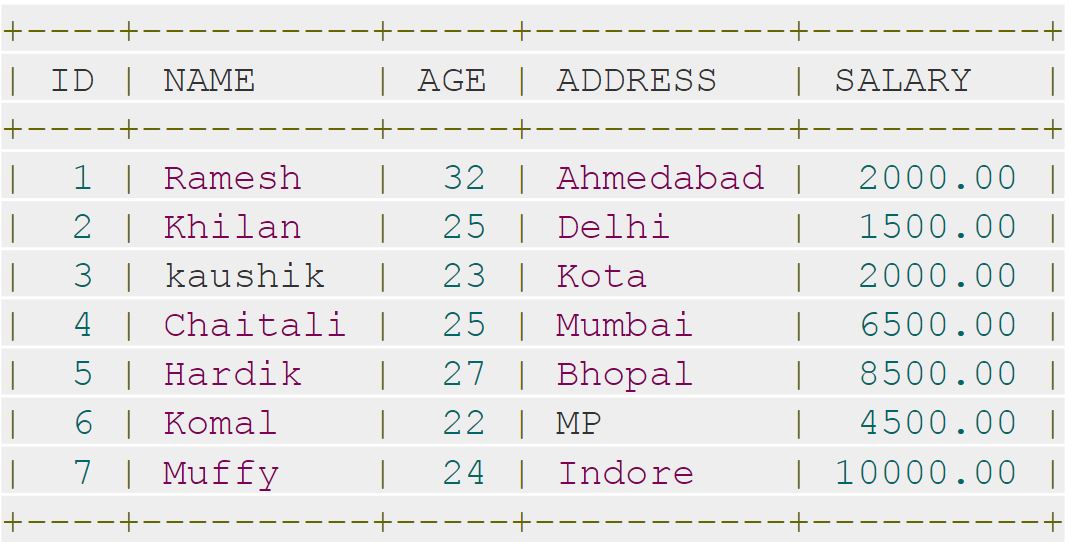 +----+----------+-----+-----------+----------+
| ID | NAME     | AGE | ADDRESS   | SALARY   |
+----+----------+-----+-----------+----------+
|  1 | Ramesh   |  32 | Ahmedabad |  2000.00 |
|  2 | Khilan   |  25 | Delhi     |  1500.00 |
|  3 | kaushik  |  23 | Kota      |  2000.00 |
|  4 | Chaitali |  25 | Mumbai    |  6500.00 |
|  5 | Hardik   |  27 | Bhopal    |  8500.00 |
|  6 | Komal    |  22 | MP        |  4500.00 |
|  7 | Muffy    |  24 | Indore    | 10000.00 |
+----+----------+-----+-----------+----------+